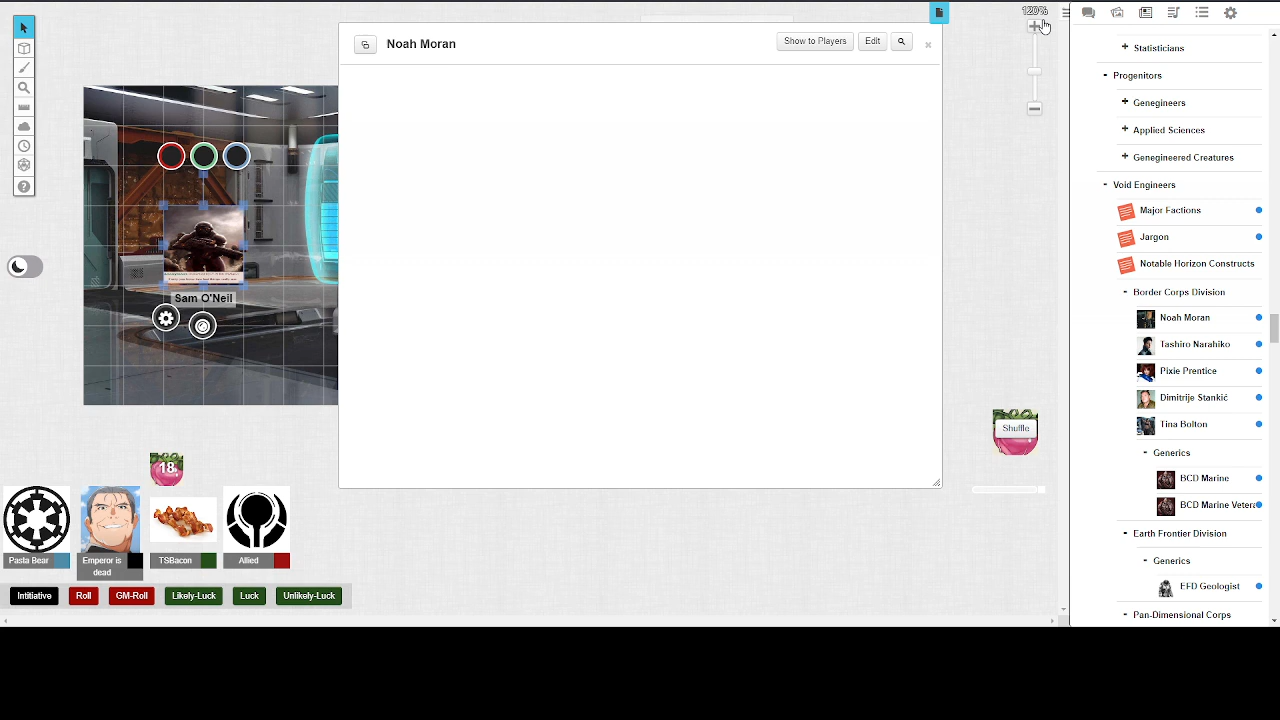 120%
Noah Moran
Show to Players
Edit
Sam O'Neil
Shuffle
18
Pasta Bear
Emperor is
dead
TSBacon
Allied
Intitiative
Roll
GM-Roll
Likely-Luck
Luck
Unlikely-Luck
Statisticians
Progenitors
Genegineers
Applied Sciences
Genegineered Creatures
Void Engineers
Major Factions
Jargon
Notable Horizon Constructs
Border Corps Division
Noah Moran
Tashiro Narahiko
Pixie Prentice
Dimitrije Stankić
Tina Bolton
Generics
BCD Marine
BCD Marine Vetera
Earth Frontier Division
Generics
EFD Geologist
Pan-Dimensional Corps